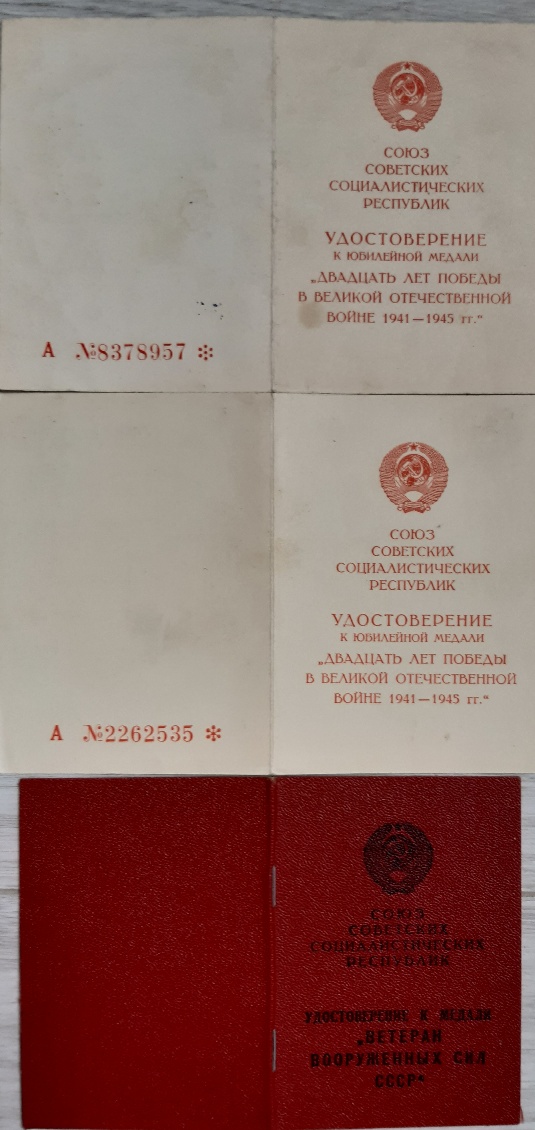 СОЮЗ
СОВЕТСКИХ
СОЦИАЛИСТИЧЕСКИХ
РЕСПУБЛИК
УДОСТОВЕРЕНИЕ
К ЮБИЛЕЙНОЙ МЕДАЛИ
„ДВАДЦАТЬ ЛЕТ ПОБЕДЫ
В ВЕЛИКОЙ ОТЕЧЕСТВЕННОЙ
ВОЙНЕ 1941—1945 гг.“
А №8378957 *
СОЮЗ
СОВЕТСКИХ
СОЦИАЛИСТИЧЕСКИХ
РЕСПУБЛИК
УДОСТОВЕРЕНИЕ
К ЮБИЛЕЙНОЙ МЕДАЛИ
„ДВАДЦАТЬ ЛЕТ ПОБЕДЫ
В ВЕЛИКОЙ ОТЕЧЕСТВЕННОЙ
ВОЙНЕ 1941—1945 гг.“
А №2262535 *
СОЮЗ
СОВЕТСКИХ
СОЦИАЛИСТИЧЕСКИХ
РЕСПУБЛИК
УДОСТОВЕРЕНИЕ К МЕДАЛИ
„ВЕТЕРАН
ВООРУЖЕННЫХ СИЛ
СССР“